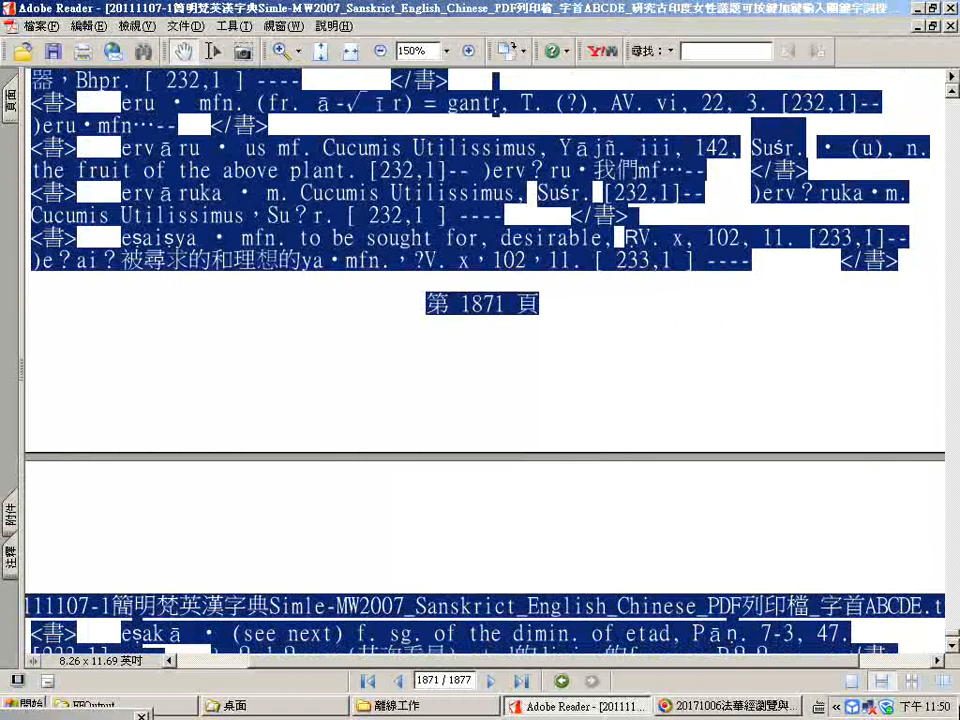 Adobe Reader - [20111107-1簡明梵英漢字典Simle-MW2007_Sanskrict_English_Chinese_PDF列印檔_字首ABCDE_研究古印度女性議題可按鍵加鍵輸入關鍵字詞搜
檔案(F) 編輯(E) 檢視(V) 文件(D) 工具(T) 視窗(W) 說明(H)
150% Y! 尋找:
頁面
器,Bhpr. [ 232,1 ] ---- </書>
<書> eru • mfn. (fr. ā-√ īr) = gantṛ, T. (?), AV. vi, 22, 3. [232,1]--
)eru•mfn…-- </書>
<書> ervāru • us mf. Cucumis Utilissimus, Yājñ. iii, 142, Suśr. • (u), n.
the fruit of the above plant. [232,1]-- )erv?ru•我們mf…-- </書>
<書> ervāruka • m. Cucumis Utilissimus, Suśr. [232,1]-- )erv?ruka•m.
Cucumis Utilissimus,Su?r. [ 232,1 ] ---- </書>
<書> eṣaiṣya • mfn. to be sought for, desirable, RV. x, 102, 11. [233,1]--
)e?ai?被尋求的和理想的ya•mfn.,?V. x,102,11. [ 233,1 ] ---- </書>
第 1871 頁
附件
注釋
111107-1簡明梵英漢字典Simle-MW2007_Sanskrict_English_Chinese_PDF列印檔_字首ABCDE.t
<書> eṣakā • (see next) f. sg. of the dimin. of etad, Pāṇ. 7-3, 47.
8.26 x 11.69 英吋
1871 / 1877
開始 FFOutput 桌面 離線工作 Adobe Reader - [201111... 20171006法華經瀏覽與... 下午 11:50